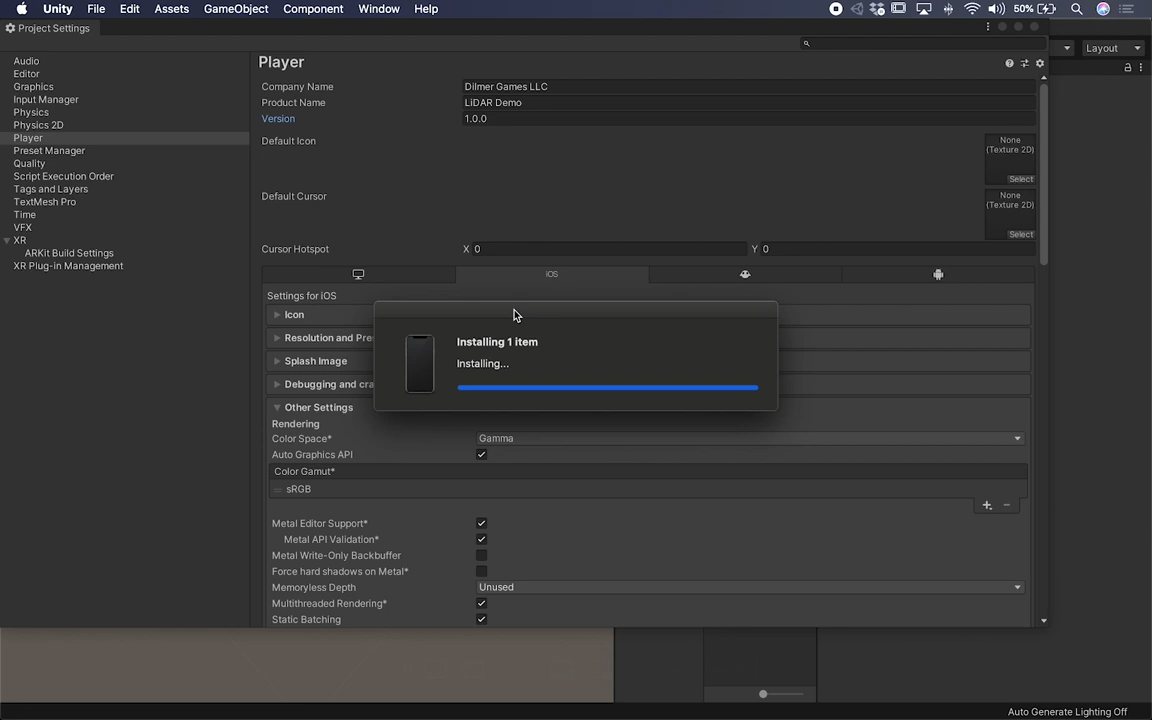 Unity File Edit Assets GameObject Component Window Help 50%
Project Settings
Layout
Audio
Editor
Graphics
Input Manager
Physics
Physics 2D
Player
Preset Manager
Quality
Script Execution Order
Tags and Layers
TextMesh Pro
Time
VFX
XR
ARKit Build Settings
XR Plug-in Management
Player
Company Name Dilmer Games LLC
Product Name LiDAR Demo
Version 1.0.0
Default Icon
None
(Texture 2D)
Select
Default Cursor
None
(Texture 2D)
Select
Cursor Hotspot X 0 Y 0
iOS
Settings for iOS
Icon
Resolution and Pre
Splash Image
Debugging and cra
Installing 1 item
Installing...
Other Settings
Rendering
Color Space* Gamma
Auto Graphics API
Color Gamut*
sRGB
Metal Editor Support*
Metal API Validation*
Metal Write-Only Backbuffer
Force hard shadows on Metal*
Memoryless Depth Unused
Multithreaded Rendering*
Static Batching
Auto Generate Lighting Off